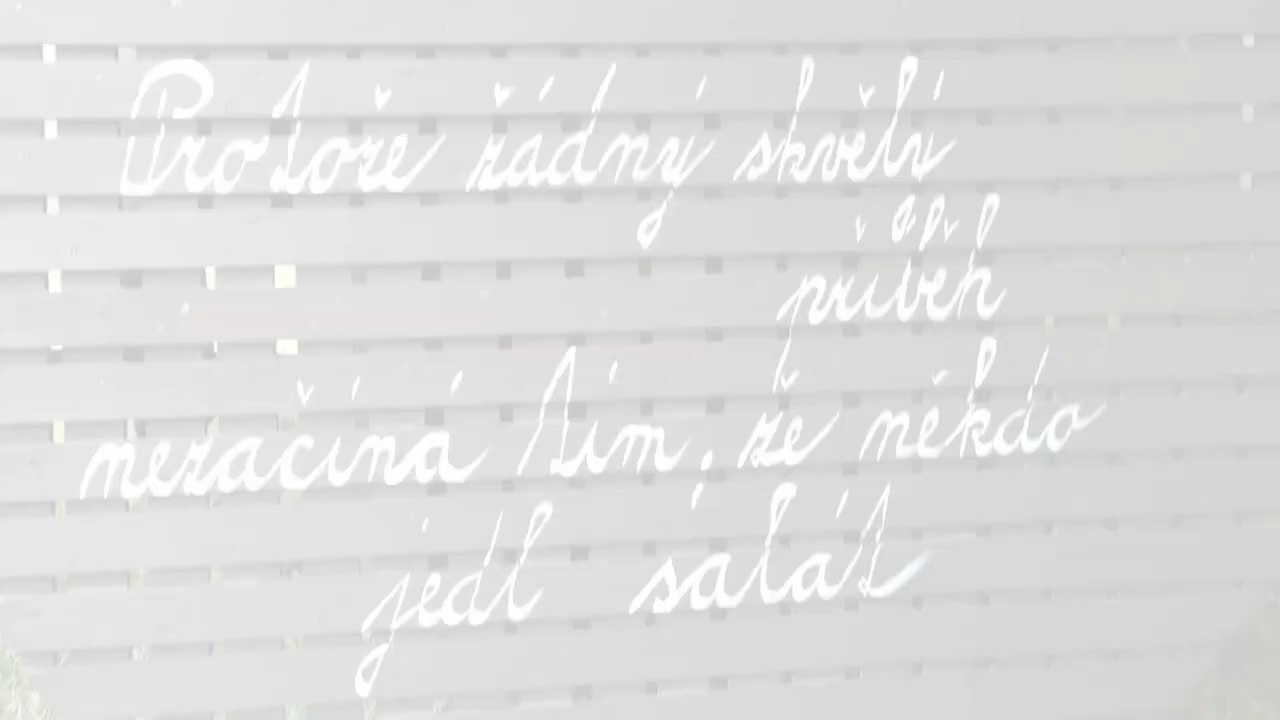 Protože žádný skvělý
příběh
nezačíná tím, že někdo
jedl salát